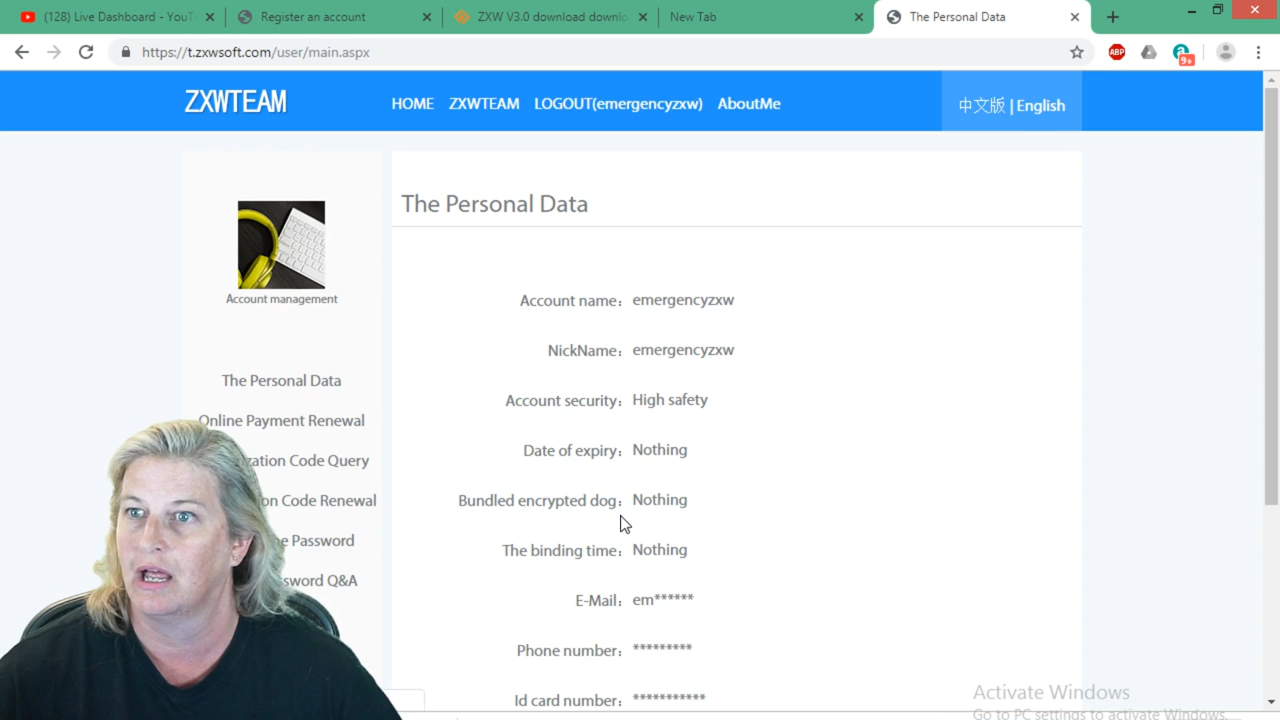 (128) Live Dashboard - YouT
Register an account
ZXW V3.0 download downlo
New Tab
The Personal Data
https://t.zxwsoft.com/user/main.aspx
ABP
9+
ZXWTEAM
HOME ZXWTEAM LOGOUT(emergencyzxw) AboutMe
中文版 | English
Account management
The Personal Data
Online Payment Renewal
ization Code Query
on Code Renewal
e Password
sword Q&A
The Personal Data
Account name： emergencyzxw
NickName： emergencyzxw
Account security： High safety
Date of expiry： Nothing
Bundled encrypted dog： Nothing
The binding time： Nothing
E-Mail： em******
Phone number： *********
Id card number： ***********
Activate Windows
Go to PC settings to activate Windows.